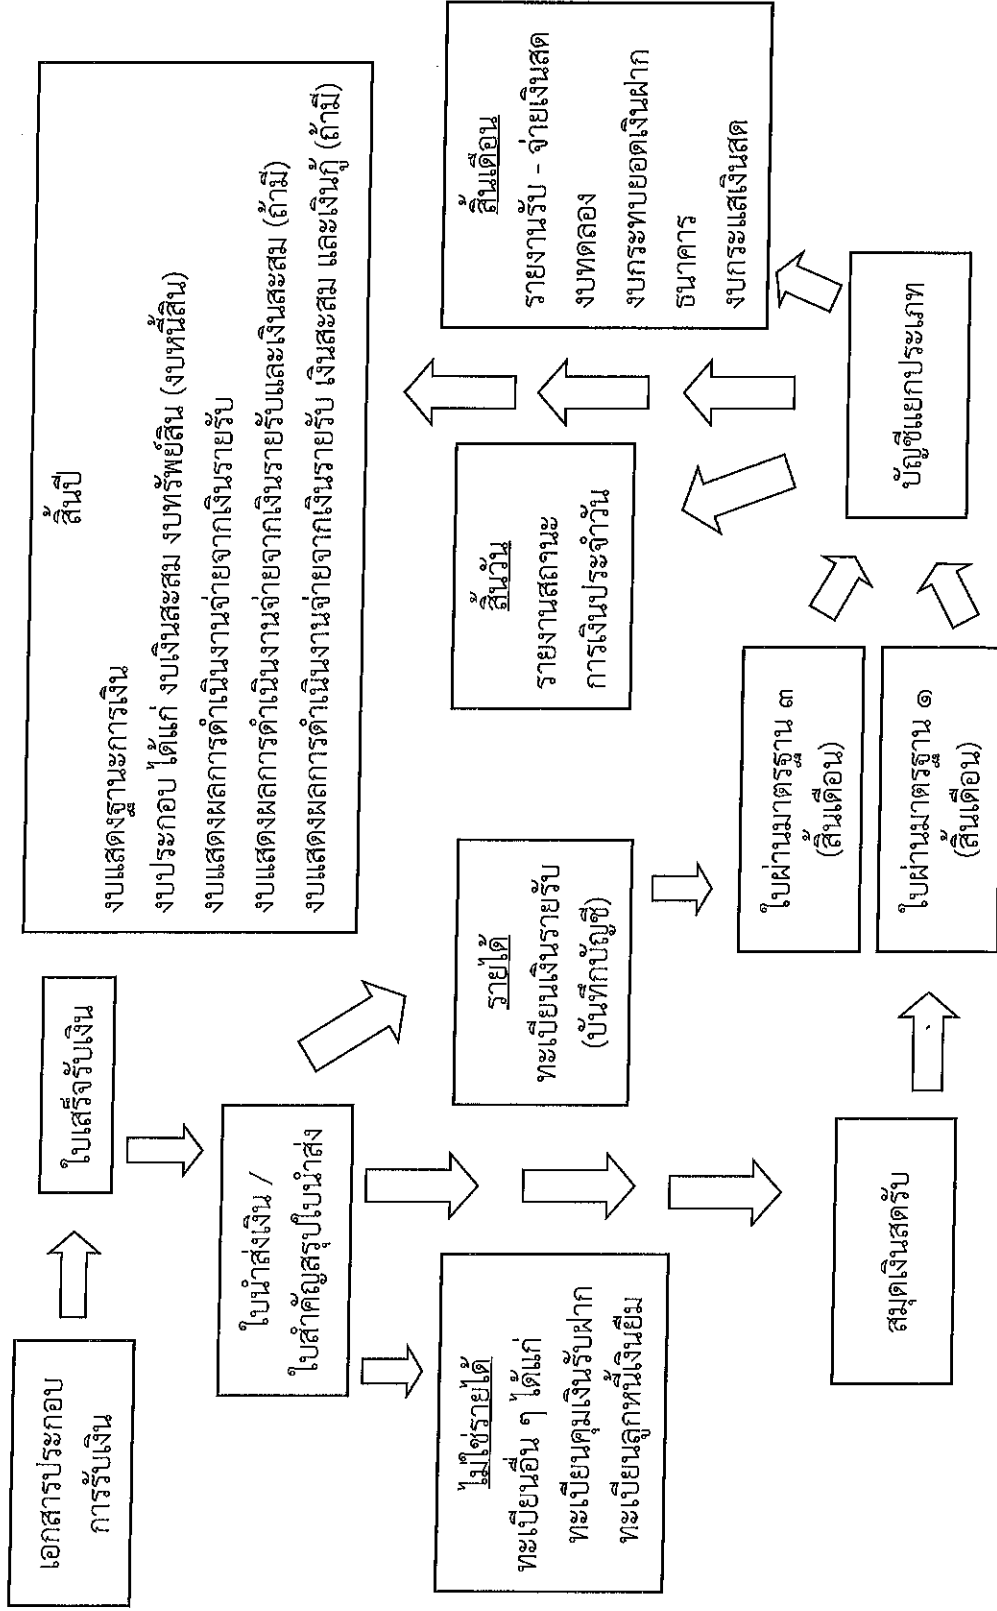 เอกสารประกอบ
การรับเงิน
ใบเสร็จรับเงิน
ใบนำส่งเงิน /
ใบสำคัญสรุปใบนำส่ง
ไม่ใช่รายได้
ทะเบียนอื่น ๆ ได้แก่
ทะเบียนคุมเงินรับฝาก
ทะเบียนลูกหนี้เงินยืม
รายได้
ทะเบียนเงินรายรับ
(บันทึกบัญชี)
สมุดเงินสดรับ
ใบผ่านมาตรฐาน ๓
(สิ้นเดือน)
ใบผ่านมาตรฐาน ๑
(สิ้นเดือน)
บัญชีแยกประเภท
สิ้นวัน
รายงานสถานะ
การเงินประจำวัน
สิ้นเดือน
รายงานรับ - จ่ายเงินสด
งบทดลอง
งบกระทบยอดเงินฝาก
ธนาคาร
งบกระแสเงินสด
สิ้นปี
งบแสดงฐานะการเงิน
งบประกอบ ได้แก่ งบเงินสะสม งบทรัพย์สิน (งบหนี้สิน)
งบแสดงผลการดำเนินงานจ่ายจากเงินรายรับ
งบแสดงผลการดำเนินงานจ่ายจากเงินรายรับและเงินสะสม (ถ้ามี)
งบแสดงผลการดำเนินงานจ่ายจากเงินรายรับ เงินสะสม และเงินกู้ (ถ้ามี)